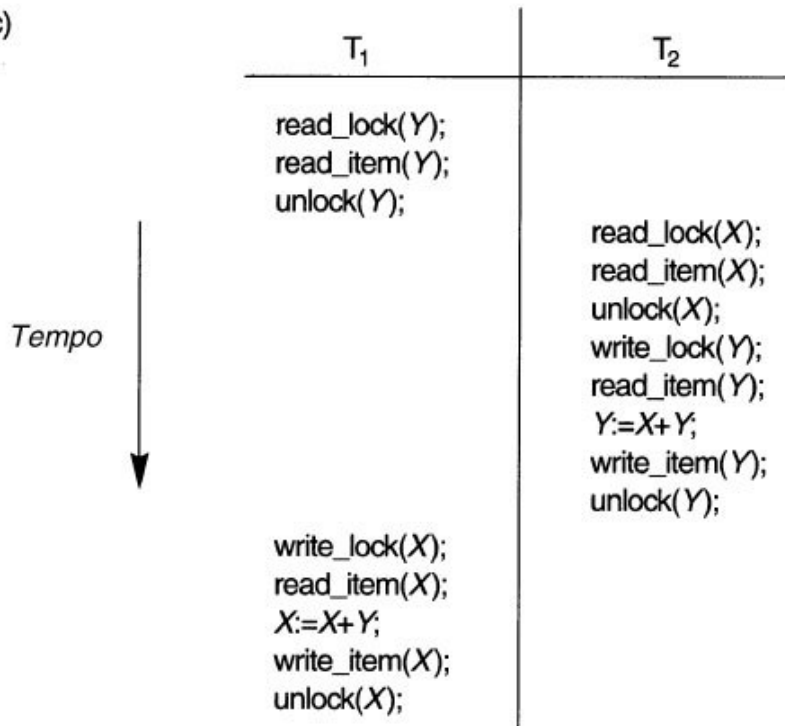 c)
T₁ T₂
read_lock(Y);
read_item(Y);
unlock(Y);
read_lock(X);
read_item(X);
unlock(X);
Tempo
write_lock(Y);
read_item(Y);
Y:=X+Y;
write_item(Y);
unlock(Y);
write_lock(X);
read_item(X);
X:=X+Y;
write_item(X);
unlock(X);